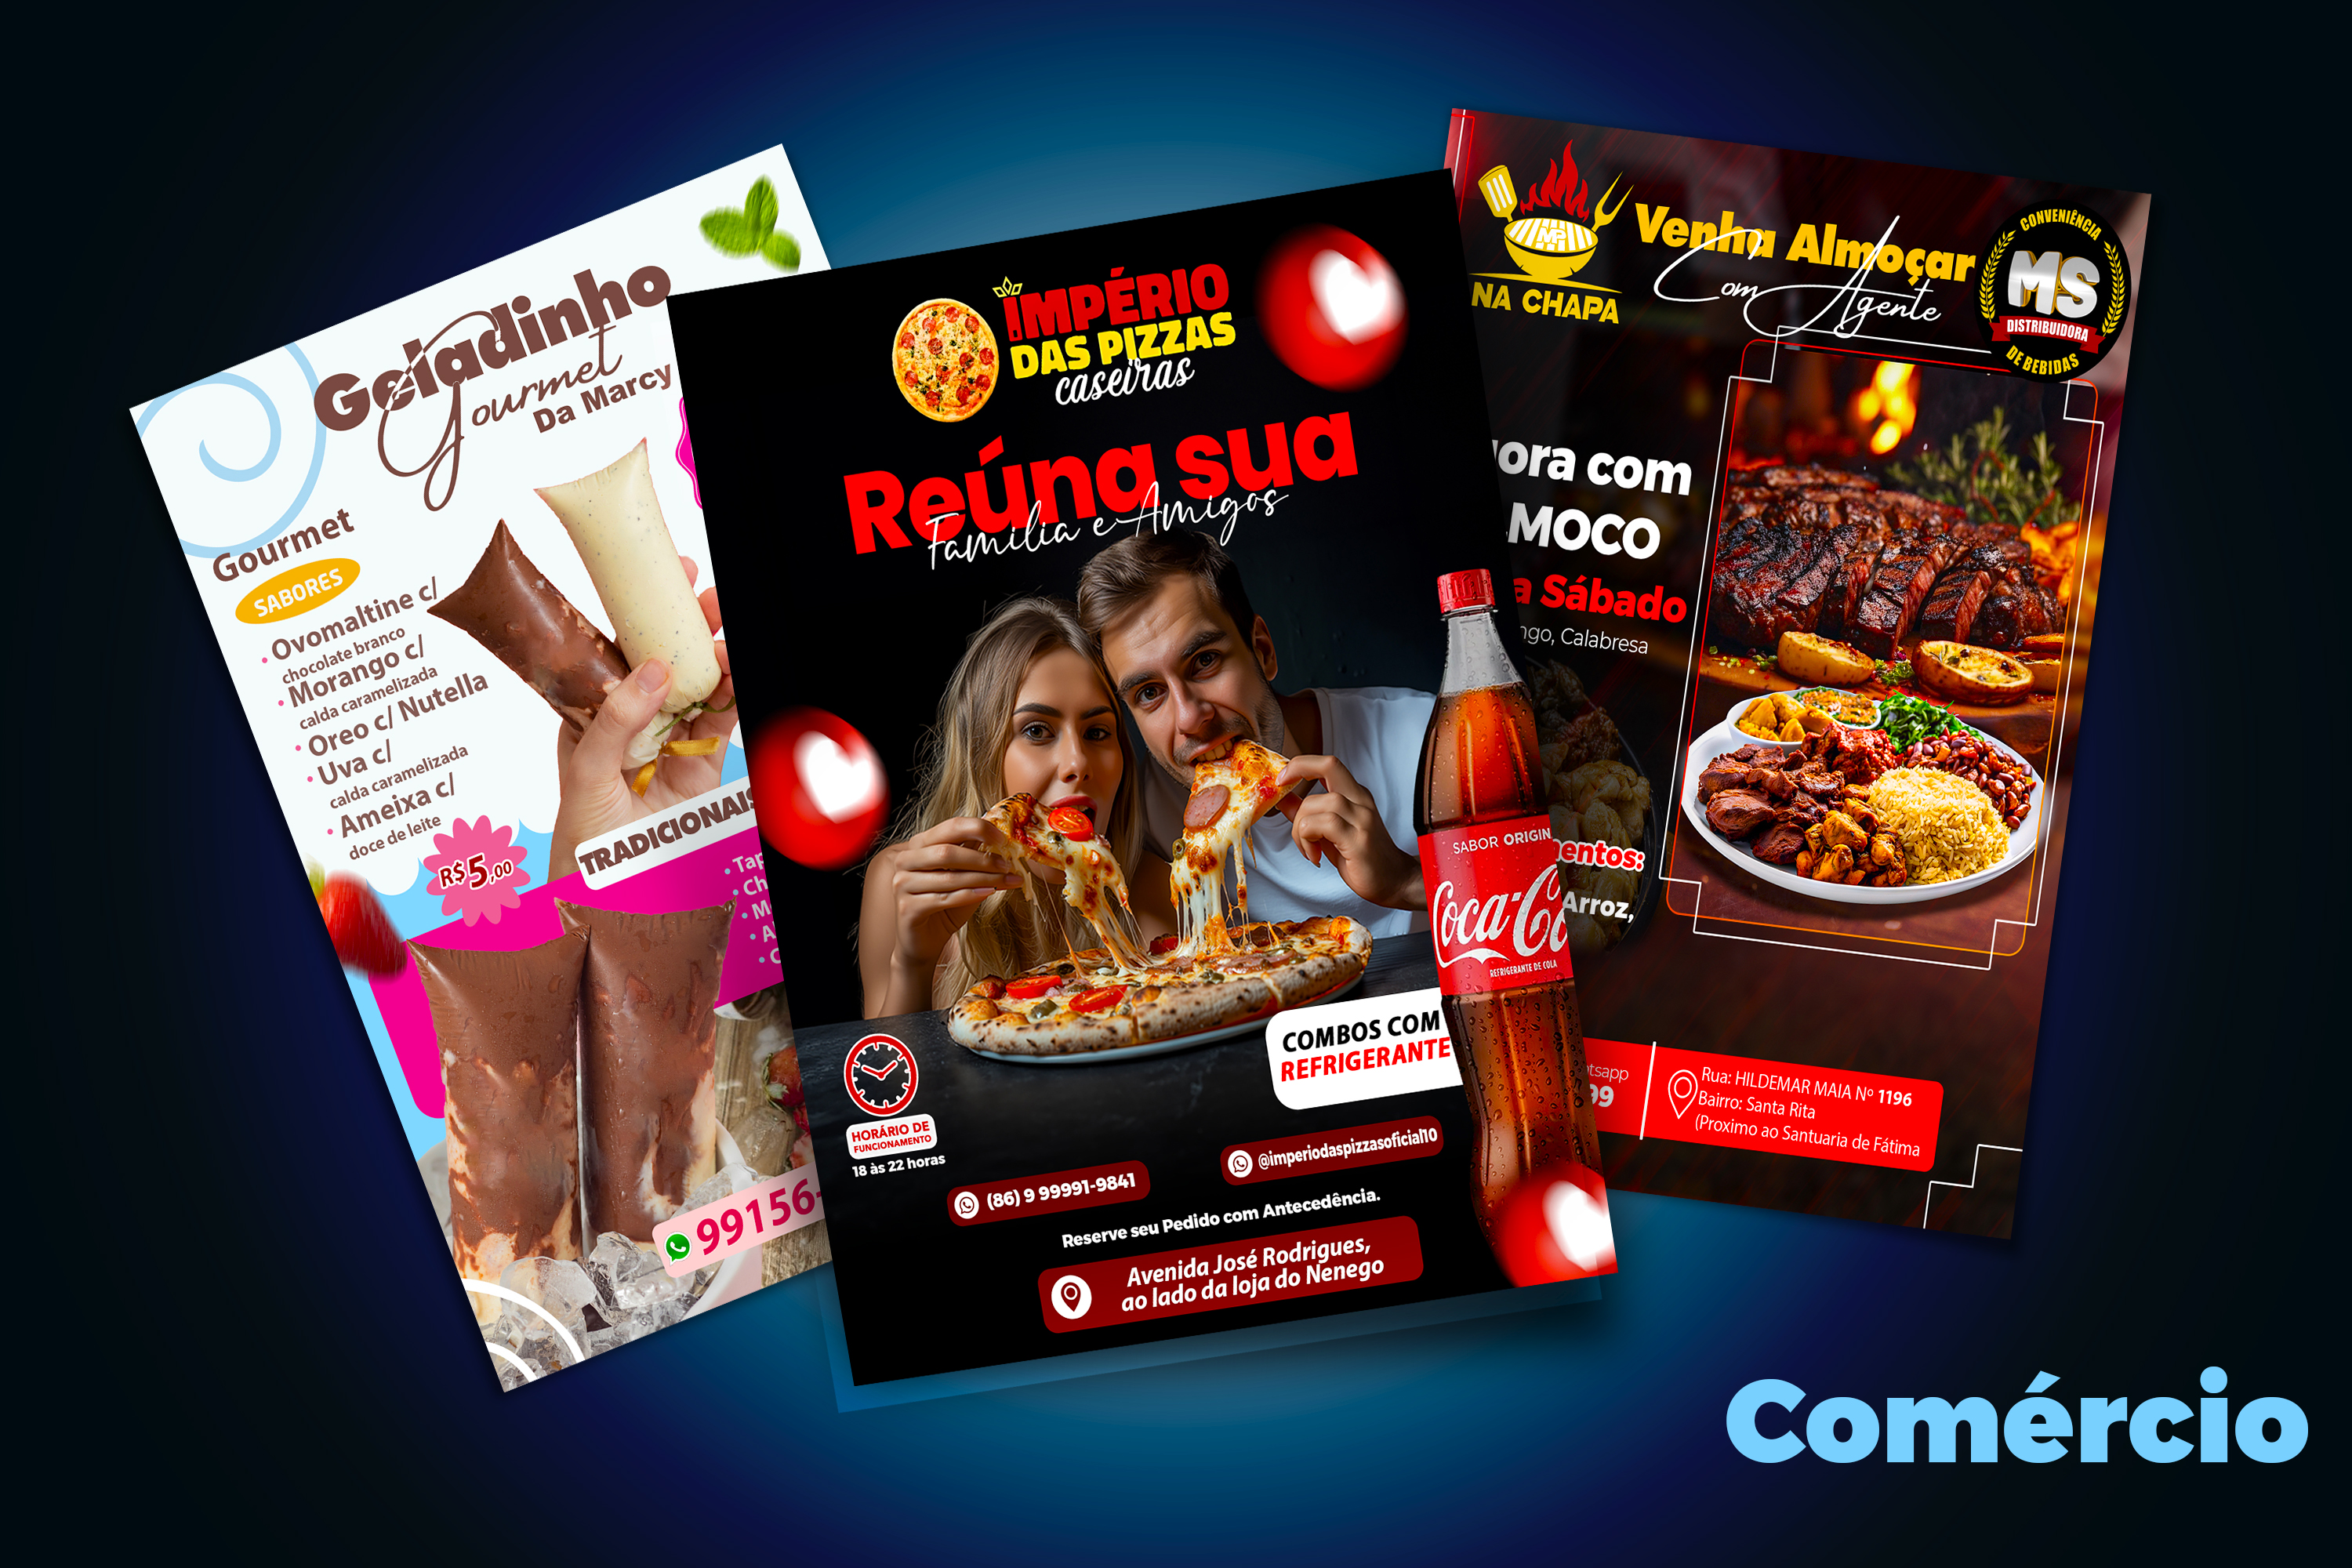 Geladinho
Gourmet
Da Marcy
Gourmet
SABORES
• Ovomaltine c/
chocolate branco
• Morango c/
calda caramelizada
• Oreo c/ Nutella
• Uva c/
calda caramelizada
• Ameixa c/
doce de leite
R$5,00
TRADICIONAIS
99156-
IMPÉRIO
DAS PIZZAS
caseiras
Reúna sua
Familia e Amigos
SABOR ORIGIN
Coca-Co
REFRIGERANTE DE COLA
COMBOS COM
REFRIGERANTE
HORÁRIO DE
FUNCIONAMENTO
18 às 22 horas
(86) 9 99991-9841
@imperiodaspizzasoficial10
Reserve seu Pedido com Antecedência.
Avenida José Rodrigues,
ao lado da loja do Nenego
MP
NA CHAPA
Venha Almoçar
Com Agente
CONVENIÊNCIA
MS
DISTRIBUIDORA
DE BEBIDAS
ora com
MOCO
a Sábado
ngo, Calabresa
mentos:
Arroz,
tsapp
99
Rua: HILDEMAR MAIA Nº 1196
Bairro: Santa Rita
(Proximo ao Santuaria de Fátima
Comércio